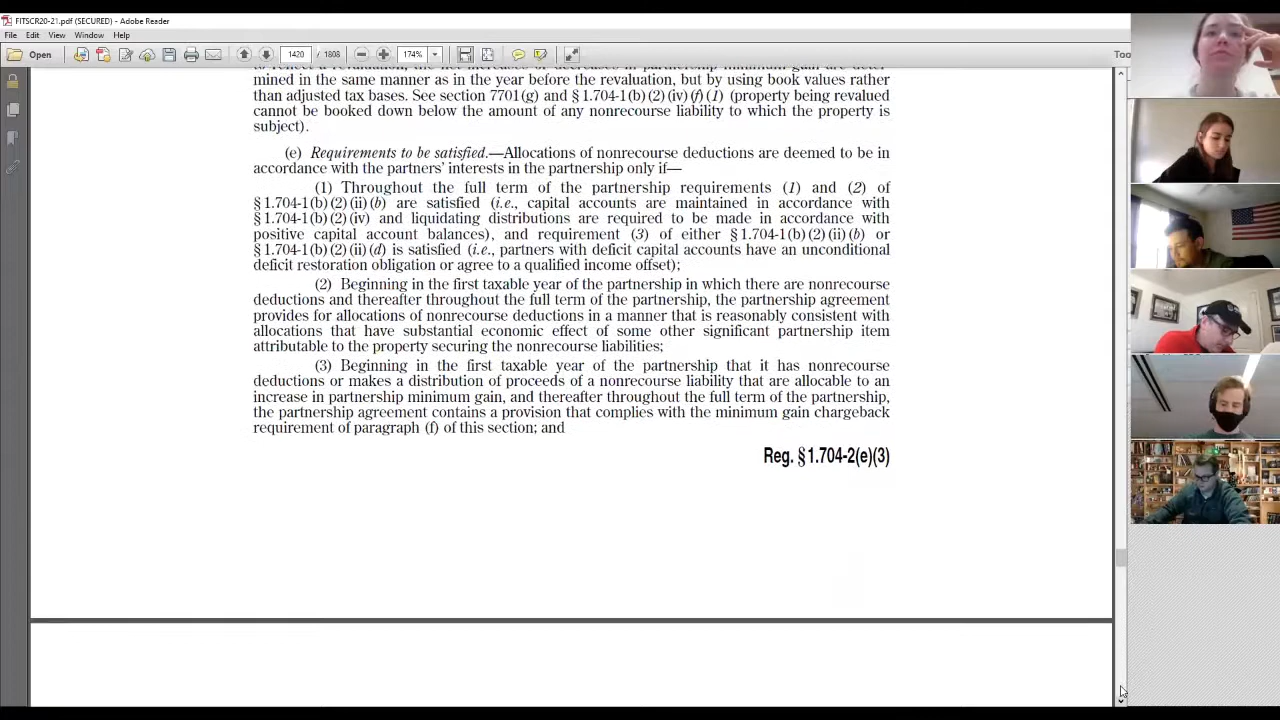 FITSCR20-21.pdf (SECURED) - Adobe Reader
File Edit View Window Help
Open 1420 / 1808 174% Too
mined in the same manner as in the year before the revaluation, but by using book values rather
than adjusted tax bases. See section 7701(g) and § 1.704-1(b)(2)(iv)(f)(1) (property being revalued
cannot be booked down below the amount of any nonrecourse liability to which the property is
subject).
(e) Requirements to be satisfied.—Allocations of nonrecourse deductions are deemed to be in
accordance with the partners' interests in the partnership only if—
(1) Throughout the full term of the partnership requirements (1) and (2) of
§ 1.704-1(b)(2)(ii)(b) are satisfied (i.e., capital accounts are maintained in accordance with
§ 1.704-1(b)(2)(iv) and liquidating distributions are required to be made in accordance with
positive capital account balances), and requirement (3) of either § 1.704-1(b)(2)(ii)(b) or
§ 1.704-1(b)(2)(ii)(d) is satisfied (i.e., partners with deficit capital accounts have an unconditional
deficit restoration obligation or agree to a qualified income offset);
(2) Beginning in the first taxable year of the partnership in which there are nonrecourse
deductions and thereafter throughout the full term of the partnership, the partnership agreement
provides for allocations of nonrecourse deductions in a manner that is reasonably consistent with
allocations that have substantial economic effect of some other significant partnership item
attributable to the property securing the nonrecourse liabilities;
(3) Beginning in the first taxable year of the partnership that it has nonrecourse
deductions or makes a distribution of proceeds of a nonrecourse liability that are allocable to an
increase in partnership minimum gain, and thereafter throughout the full term of the partnership,
the partnership agreement contains a provision that complies with the minimum gain chargeback
requirement of paragraph (f) of this section; and
Reg. § 1.704-2(e)(3)